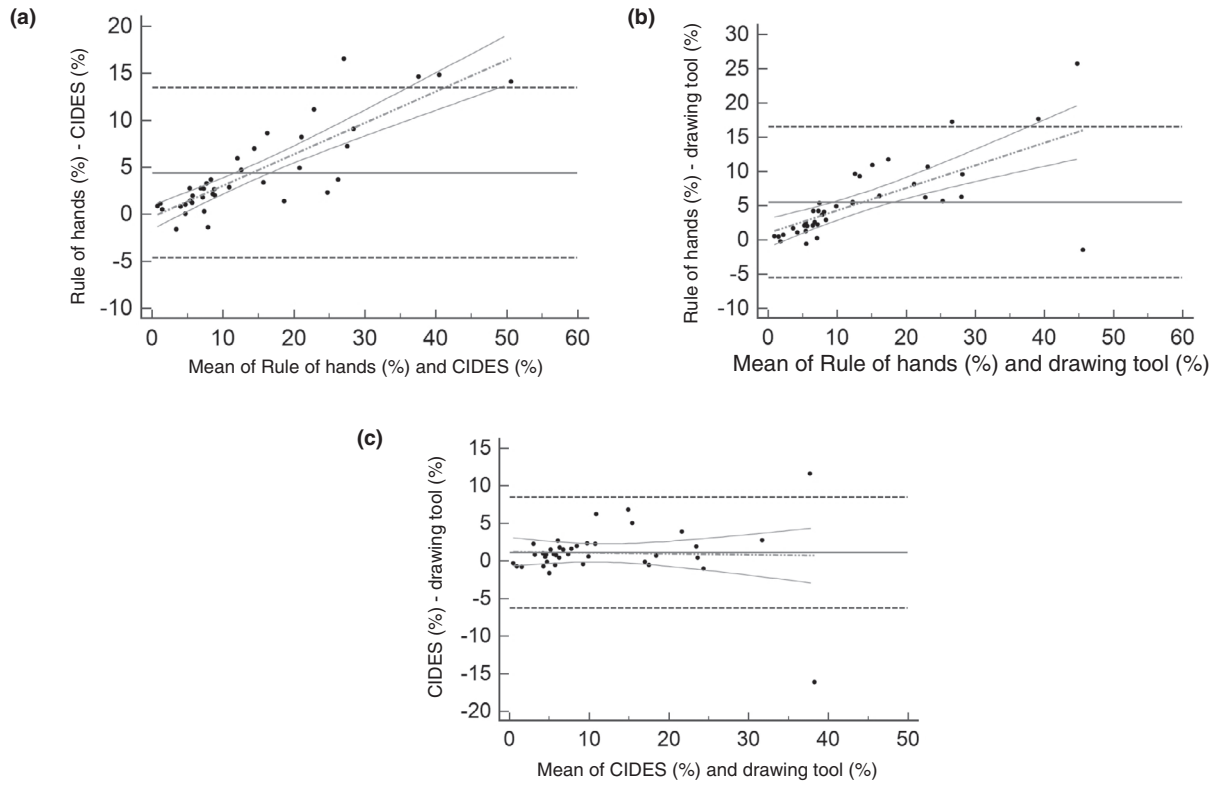 (a)
Rule of hands (%) - CIDES (%)
20
15
10
5
0
-5
-10
0 10 20 30 40 50 60
Mean of Rule of hands (%) and CIDES (%)
(b)
Rule of hands (%) - drawing tool (%)
30
25
20
15
10
5
0
-5
-10
0 10 20 30 40 50 60
Mean of Rule of hands (%) and drawing tool (%)
(c)
CIDES (%) - drawing tool (%)
15
10
5
0
-5
-10
-15
-20
0 10 20 30 40 50
Mean of CIDES (%) and drawing tool (%)